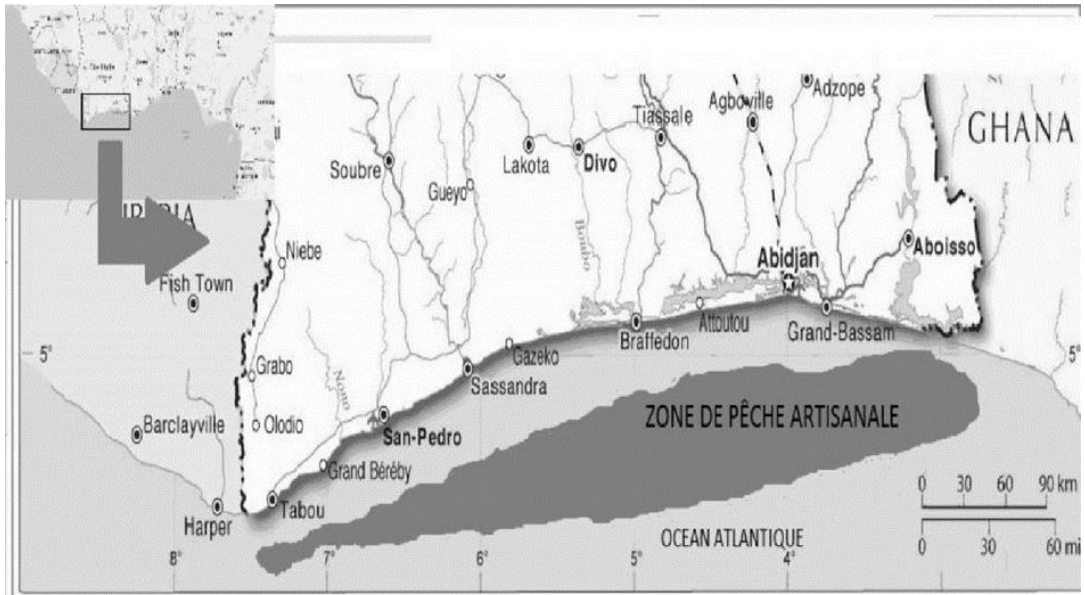 Adzope
Agboville
Tiassale
GHANA
Lakota
Divo
Soubre
Gueyo
Boubo
Abidjan
Aboisso
Niebe
Fish Town
Attoutou
Grand-Bassam
Braffedon
Gazeko
5°
5°
Sassandra
Grabo
Nono
ZONE DE PÊCHE ARTISANALE
Barclayville
Olodio
San-Pedro
Grand Béréby
Tabou
Harper
0 30 60 90 km
0 30 60 mi
OCEAN ATLANTIQUE
8°
7°
6°
5°
4°